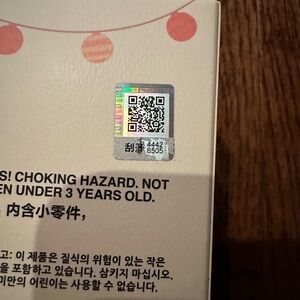 刮 4442
8505
S! CHOKING HAZARD. NOT
EN UNDER 3 YEARS OLD.
内含小零件,
고: 이 제품은 질식의 위험이 있는 작은
을 포함하고 있습니다. 삼키지 마십시오.
미만의 어린이는 사용할 수 없습니다.